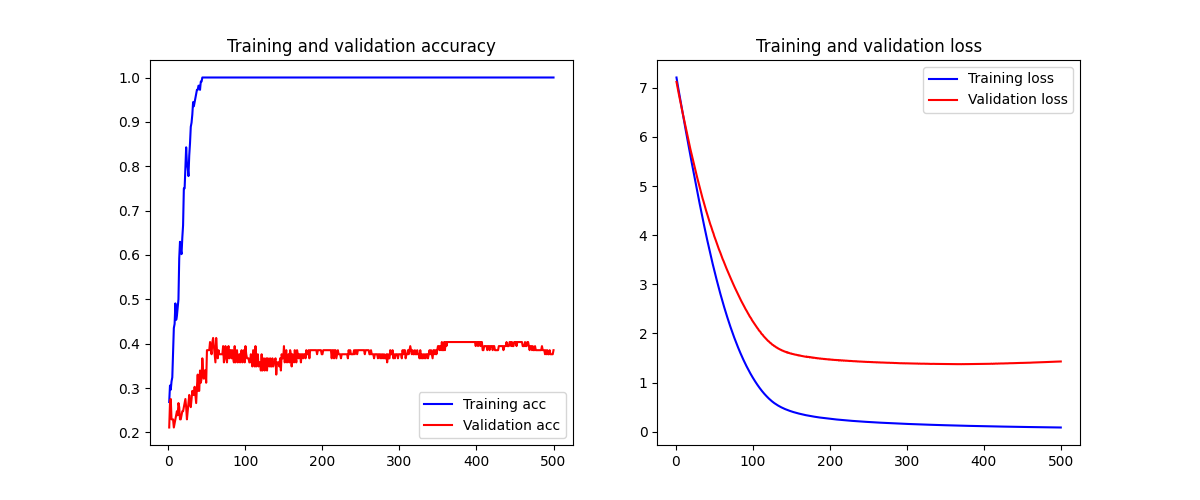 Training and validation accuracy
1.0
0.9
0.8
0.7
0.6
0.5
0.4
0.3
0.2
0 100 200 300 400 500
Training acc
Validation acc
Training and validation loss
7
6
5
4
3
2
1
0
0 100 200 300 400 500
Training loss
Validation loss